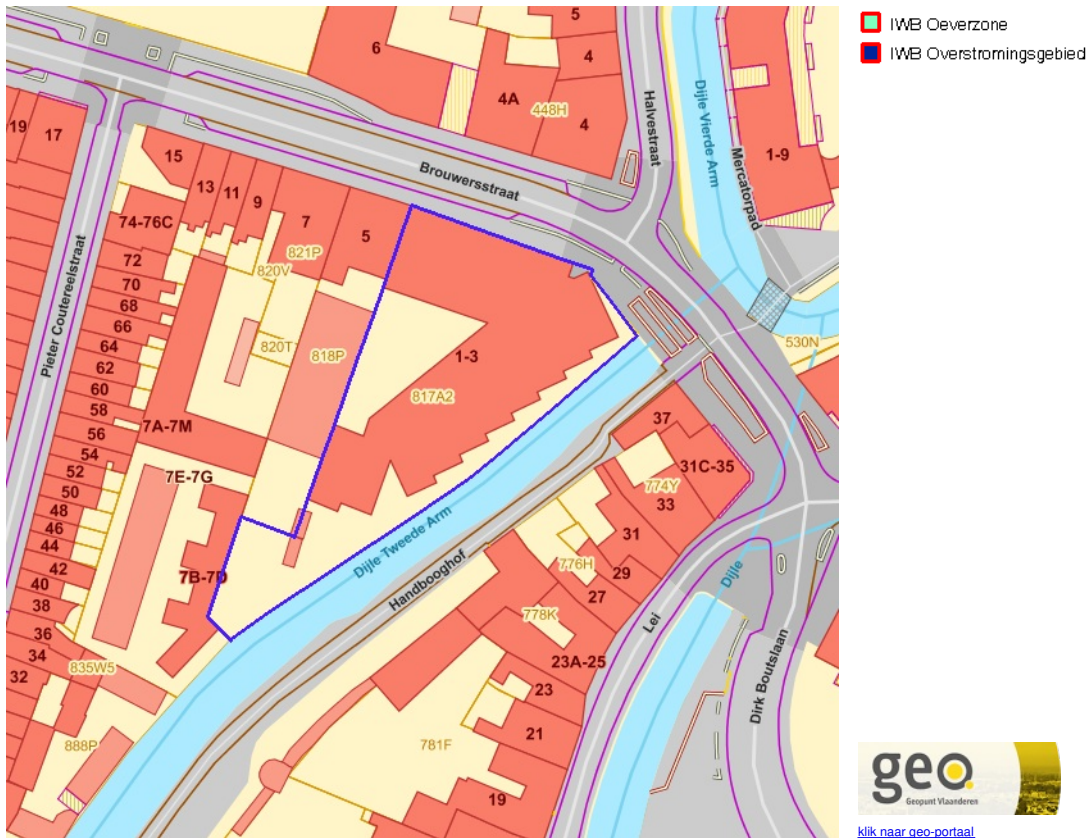 IWB Oeverzone
IWB Overstromingsgebied
5
6
4
4A
448H
4
Halvestraat
Dijle Vierde Arm
Mercatorpad
1-9
19
17
15
13
11
9
7
5
Brouwersstraat
74-76C
821P
72
820V
70
68
66
820T
818P
64
1-3
530N
62
60
817A2
58
37
7A-7M
56
54
31C-35
52
7E-7G
774Y
50
33
48
46
44
31
42
776H
7B-7D
29
40
27
38
778K
36
34
23A-25
835W5
32
23
21
888P
781F
19
Pieter Coutereelstraat
Dijle Tweede Arm
Handbooghof
Lei
Dijle
Dirk Boutslaan
geo
Geopunt Vlaanderen
klik naar geo-portaal